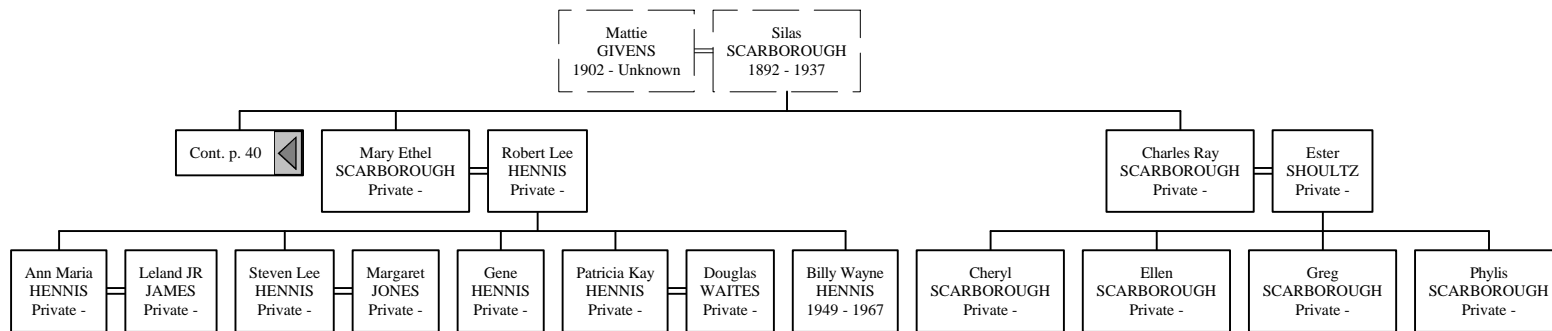 Mattie
GIVENS
1902 - Unknown
Silas
SCARBOROUGH
1892 - 1937
Cont. p. 40
Mary Ethel
SCARBOROUGH
Private -
Robert Lee
HENNIS
Private -
Charles Ray
SCARBOROUGH
Private -
Ester
SHOULTZ
Private -
Ann Maria
HENNIS
Private -
Leland JR
JAMES
Private -
Steven Lee
HENNIS
Private -
Margaret
JONES
Private -
Gene
HENNIS
Private -
Patricia Kay
HENNIS
Private -
Douglas
WAITES
Private -
Billy Wayne
HENNIS
1949 - 1967
Cheryl
SCARBOROUGH
Private -
Ellen
SCARBOROUGH
Private -
Greg
SCARBOROUGH
Private -
Phylis
SCARBOROUGH
Private -